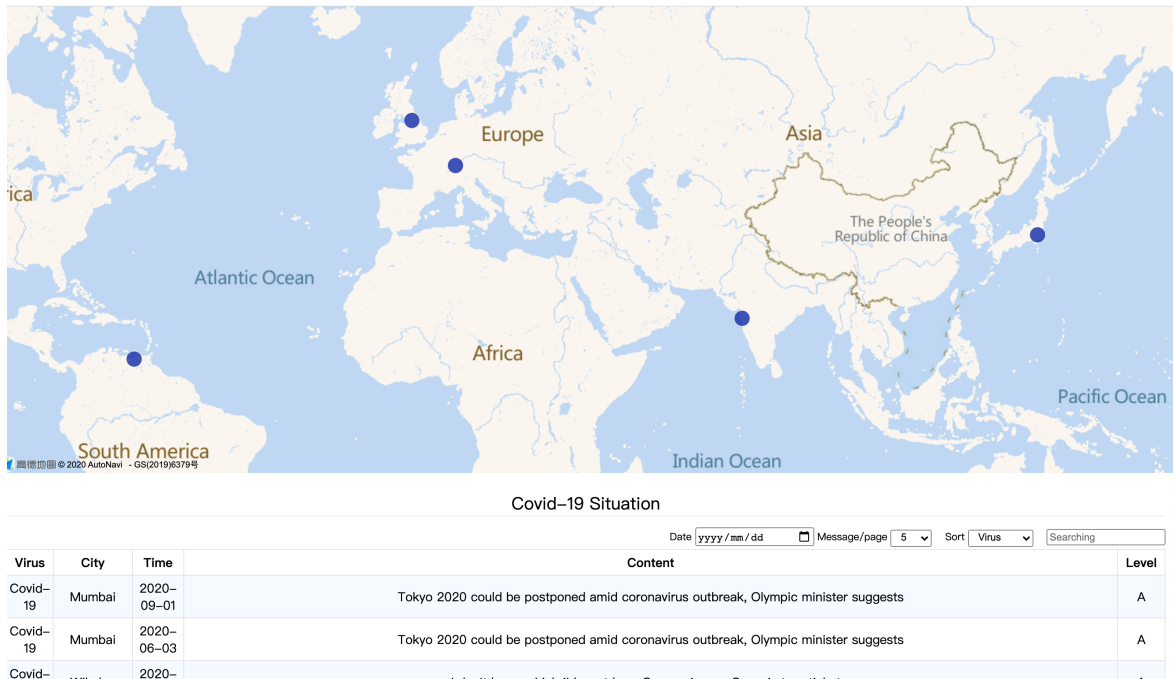 Europe
Asia
rica
The People's
Republic of China
Atlantic Ocean
Africa
Pacific Ocean
South America
高德地图 © 2020 AutoNavi - GS(2019)6379号
Indian Ocean
Covid-19 Situation
Date yyyy/mm/dd Message/page 5 Sort Virus Searching
Virus City Time Content Level
Covid-19 Mumbai 2020-09-01 Tokyo 2020 could be postponed amid coronavirus outbreak, Olympic minister suggests A
Covid-19 Mumbai 2020-06-03 Tokyo 2020 could be postponed amid coronavirus outbreak, Olympic minister suggests A
Covid- 2020-